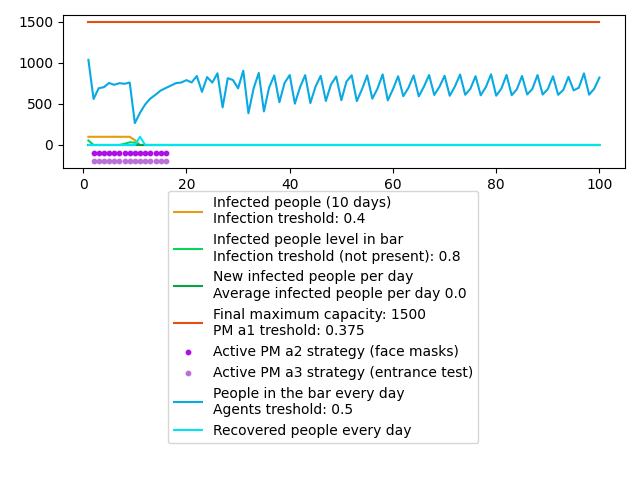 1500
1000
500
0
0 20 40 60 80 100
Infected people (10 days)
Infection treshold: 0.4
Infected people level in bar
Infection treshold (not present): 0.8
New infected people per day
Average infected people per day 0.0
Final maximum capacity: 1500
PM a1 treshold: 0.375
Active PM a2 strategy (face masks)
Active PM a3 strategy (entrance test)
People in the bar every day
Agents treshold: 0.5
Recovered people every day